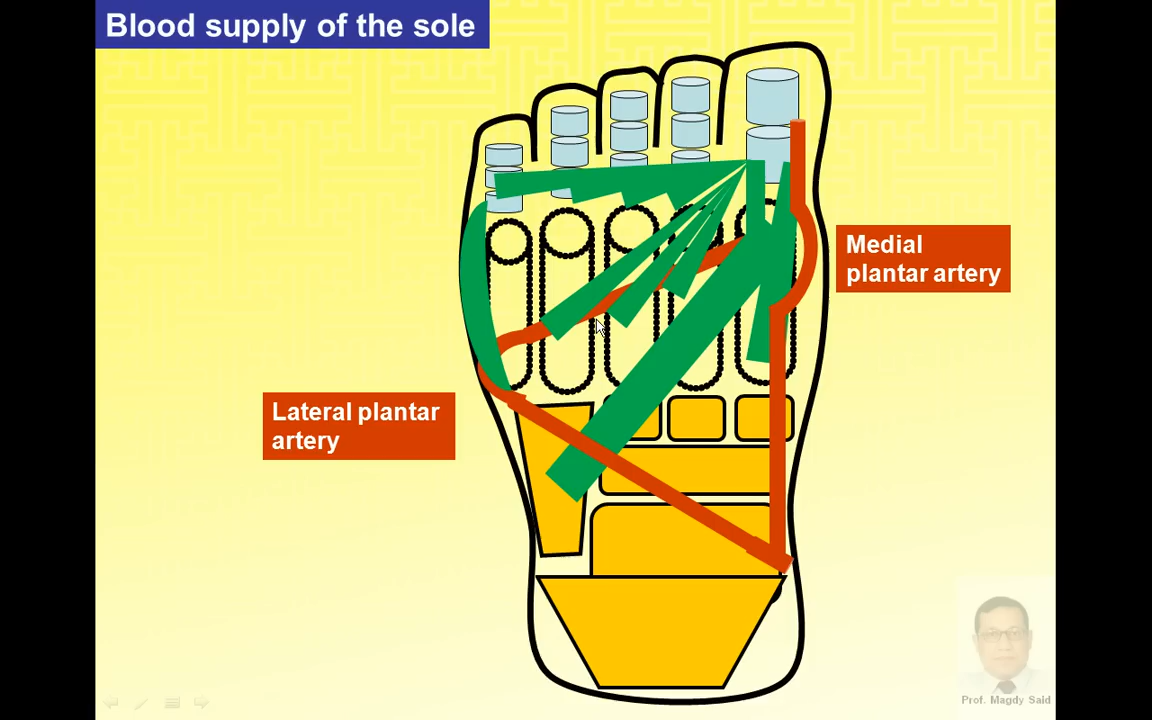 Blood supply of the sole
Medial
plantar artery
Lateral plantar
artery
Prof. Magdy Said